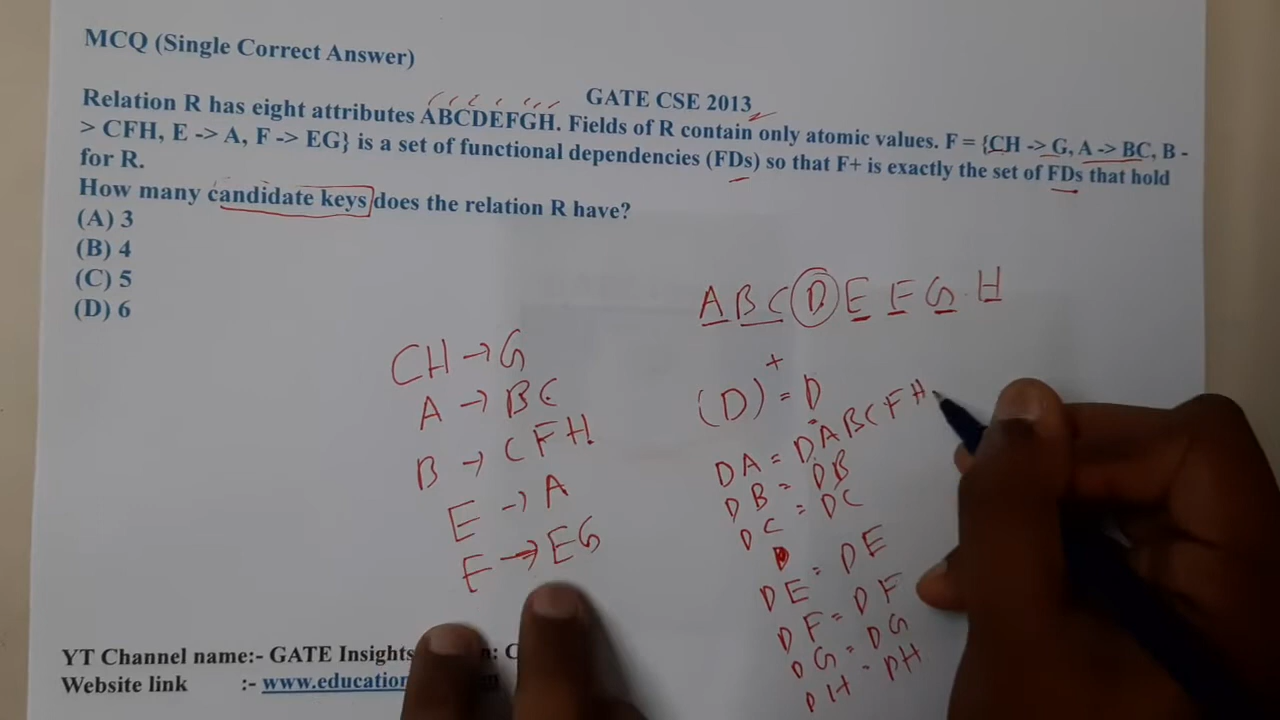 MCQ (Single Correct Answer)
GATE CSE 2013
Relation R has eight attributes ABCDEFGH. Fields of R contain only atomic values. F = {CH -> G, A -> BC, B -
> CFH, E -> A, F -> EG} is a set of functional dependencies (FDs) so that F+ is exactly the set of FDs that hold
for R.
How many candidate keys does the relation R have?
(A) 3
(B) 4
(C) 5
(D) 6
A B C D E F G H
CH → G
A → BC
B → CFH
E → A
F → EG
(D)+ = D
DA = DABCFH
DB = DB
DC = DC
D
DE = DE
DF = DF
DG = DG
DH = DH
YT Channel name:- GATE Insights
Website link :- www.education